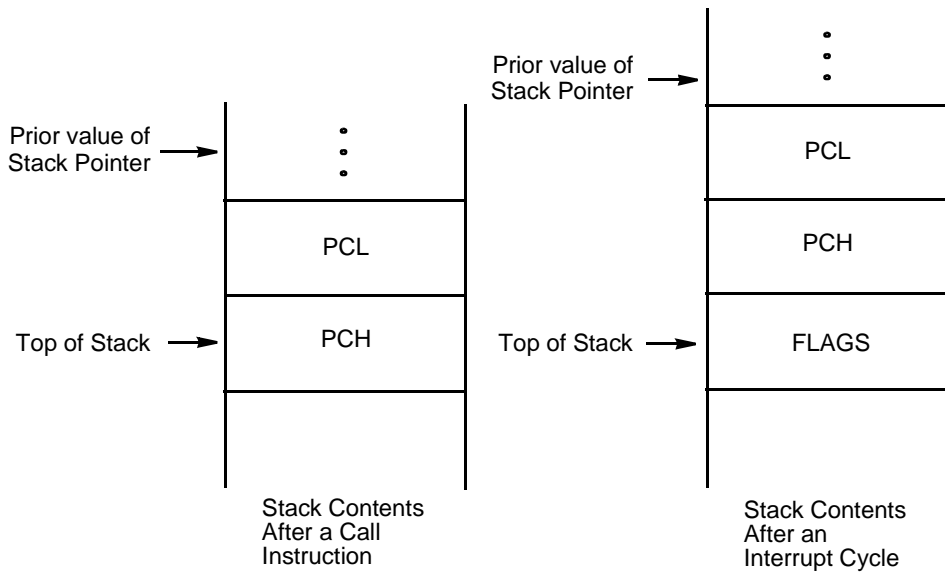 Prior value of
Stack Pointer
PCL
Top of Stack
PCH
Stack Contents
After a Call
Instruction
Prior value of
Stack Pointer
PCL
PCH
Top of Stack
FLAGS
Stack Contents
After an
Interrupt Cycle